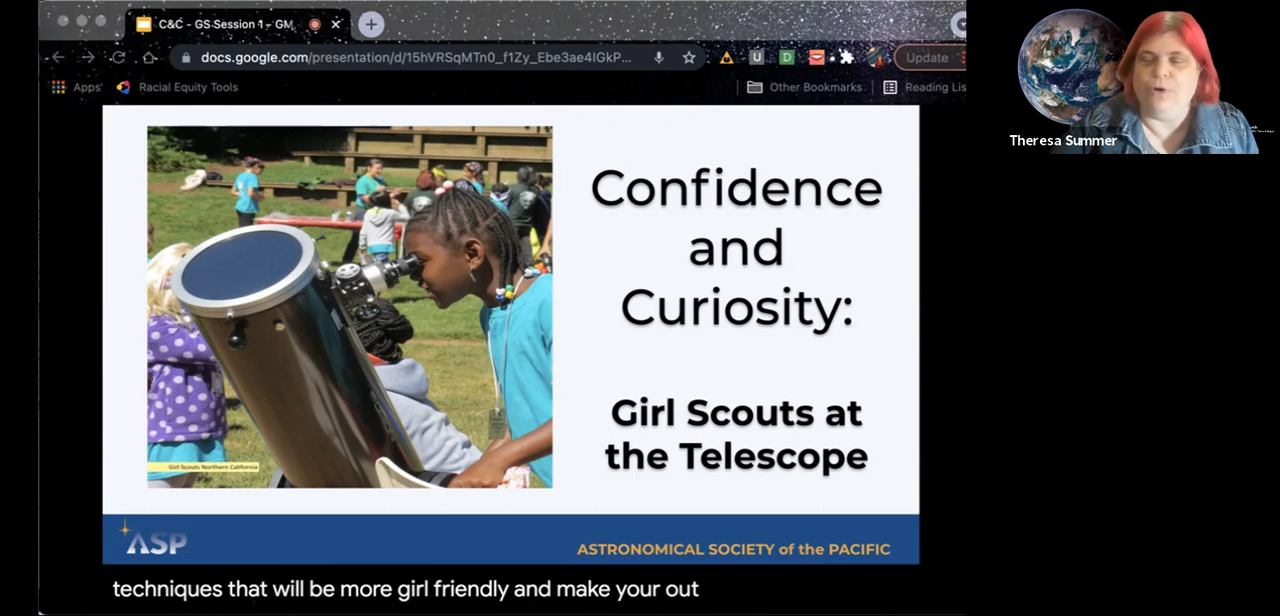 C&C - GS Session 1 - GM
docs.google.com/presentation/d/15hVRSqMTn0_f1Zy_Ebe3ae4IGkP...
Update
Apps
Racial Equity Tools
Other Bookmarks
Reading Lis
Theresa Summer
Confidence
and
Curiosity:
Girl Scouts at
the Telescope
Girl Scouts Northern California
ASP
ASTRONOMICAL SOCIETY of the PACIFIC
techniques that will be more girl friendly and make your out